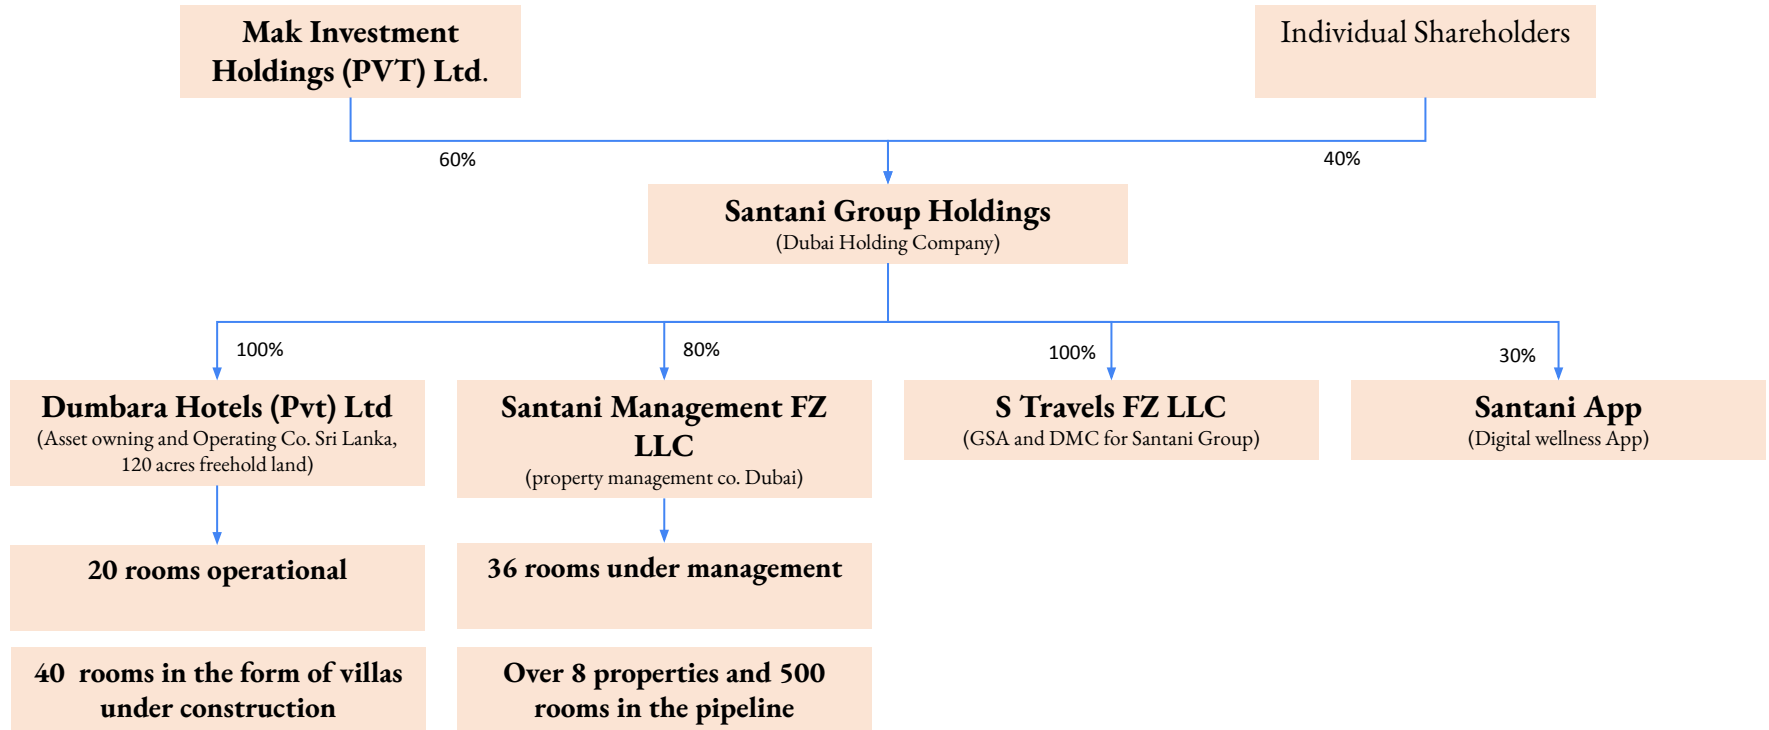 Mak Investment
Holdings (PVT) Ltd.
Individual Shareholders
60%
40%
Santani Group Holdings
(Dubai Holding Company)
100%
80%
100%
30%
Dumbara Hotels (Pvt) Ltd
(Asset owning and Operating Co. Sri Lanka,
120 acres freehold land)
Santani Management FZ
LLC
(property management co. Dubai)
S Travels FZ LLC
(GSA and DMC for Santani Group)
Santani App
(Digital wellness App)
20 rooms operational
36 rooms under management
40  rooms in the form of villas
under construction
Over 8 properties and 500
rooms in the pipeline